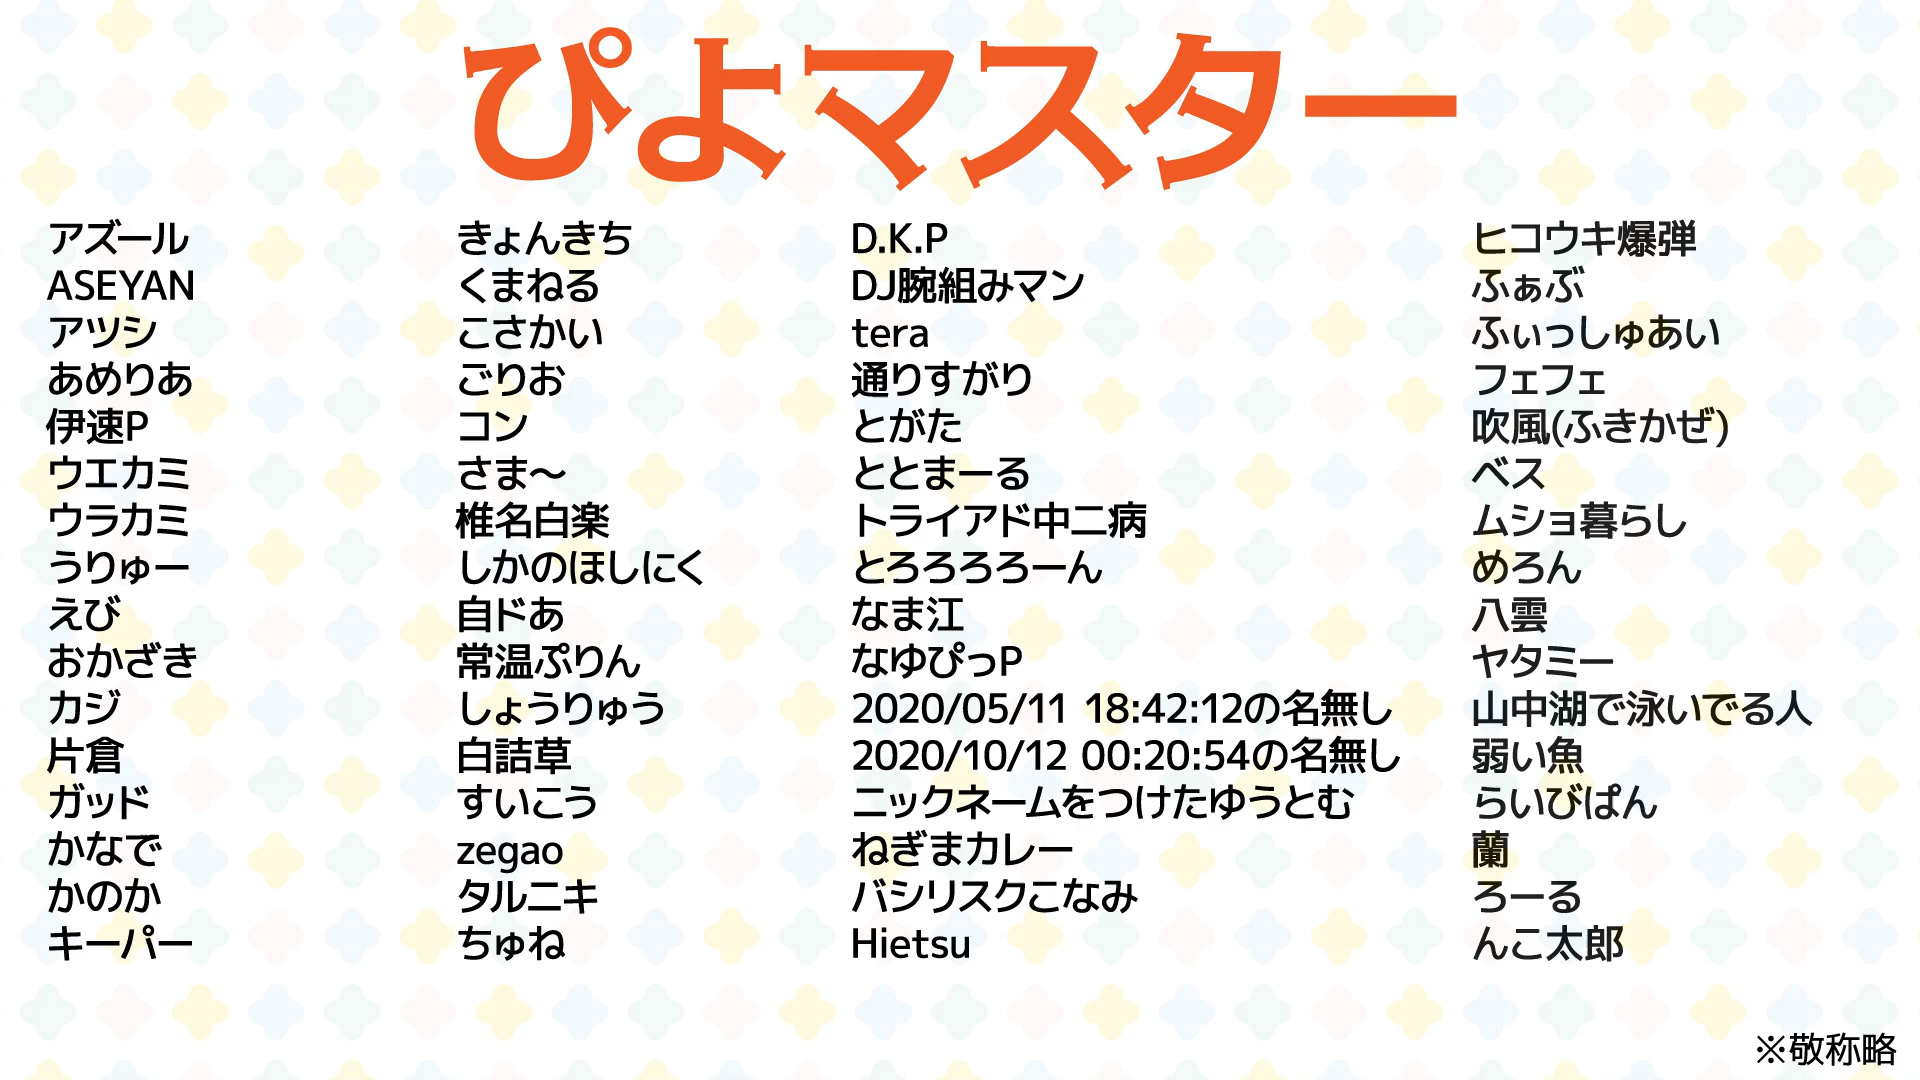 ぴよマスター
アズール
ASEYAN
アツシ
あめりあ
伊速P
ウエカミ
ウラカミ
うりゅー
えび
おかざき
カジ
片倉
ガッド
かなで
かのか
キーパー
きょんきち
くまねる
こさかい
ごりお
コン
さま～
椎名白楽
しかのほしにく
自ドあ
常温ぷりん
しょうりゅう
白詰草
すいこう
zegao
タルニキ
ちゅね
D.K.P
DJ腕組みマン
tera
通りすがり
とがた
ととまーる
トライアド中二病
とろろろろーん
なま江
なゆぴっP
2020/05/11 18:42:12の名無し
2020/10/12 00:20:54の名無し
ニックネームをつけたゆうとむ
ねぎまカレー
バシリスクこなみ
Hietsu
ヒコウキ爆弾
ふぁぶ
ふぃっしゅあい
フェフェ
吹風(ふきかぜ)
ベス
ムショ暮らし
めろん
八雲
ヤタミー
山中湖で泳いでる人
弱い魚
らいびぱん
蘭
ろーる
んこ太郎
※敬称略